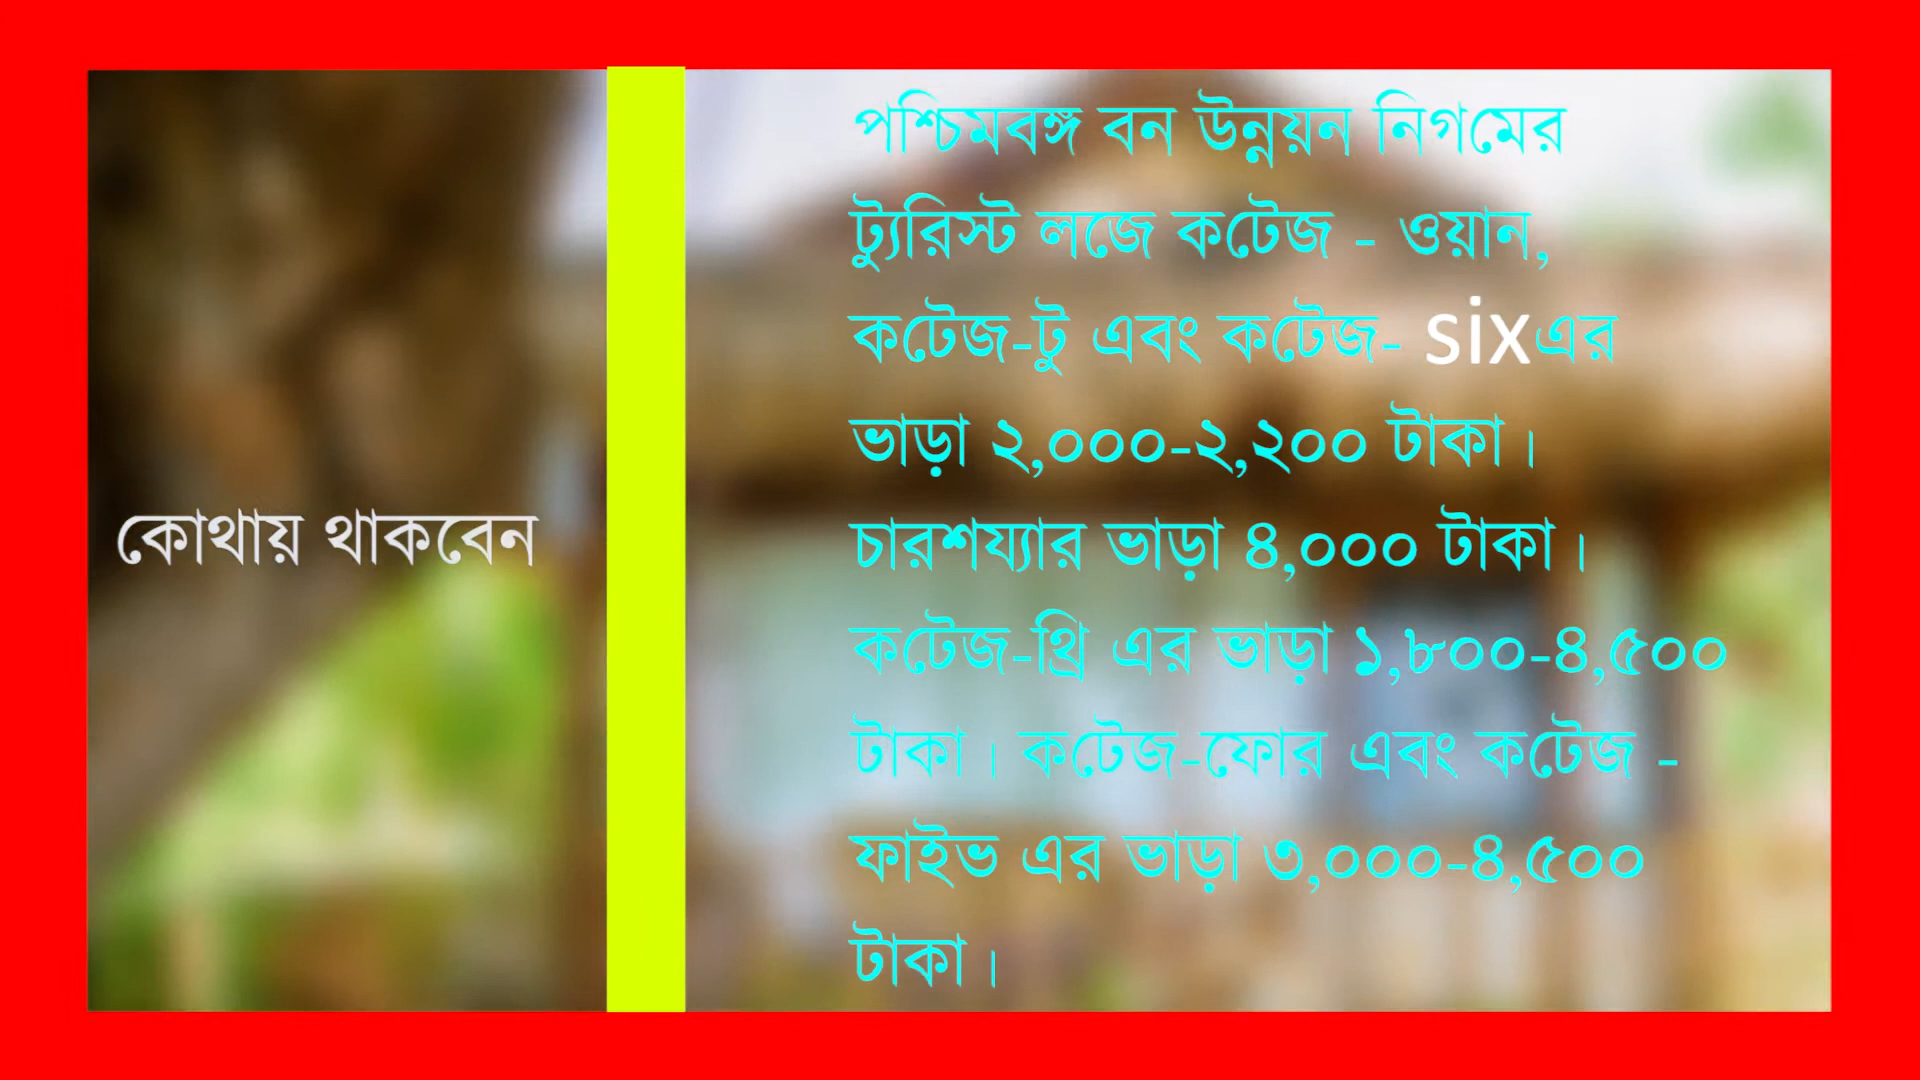 কোথায় থাকবেন
পশ্চিমবঙ্গ বন উন্নয়ন নিগমের
ট্যুরিস্ট লজে কটেজ - ওয়ান,
কটেজ-টু এবং কটেজ- sixএর
ভাড়া ২,০০০-২,২০০ টাকা।
চারশয্যার ভাড়া ৪,০০০ টাকা।
কটেজ-থ্রি এর ভাড়া ১,৮০০-৪,৫০০
টাকা। কটেজ-ফোর এবং কটেজ -
ফাইভ এর ভাড়া ৩,০০০-৪,৫০০
টাকা।